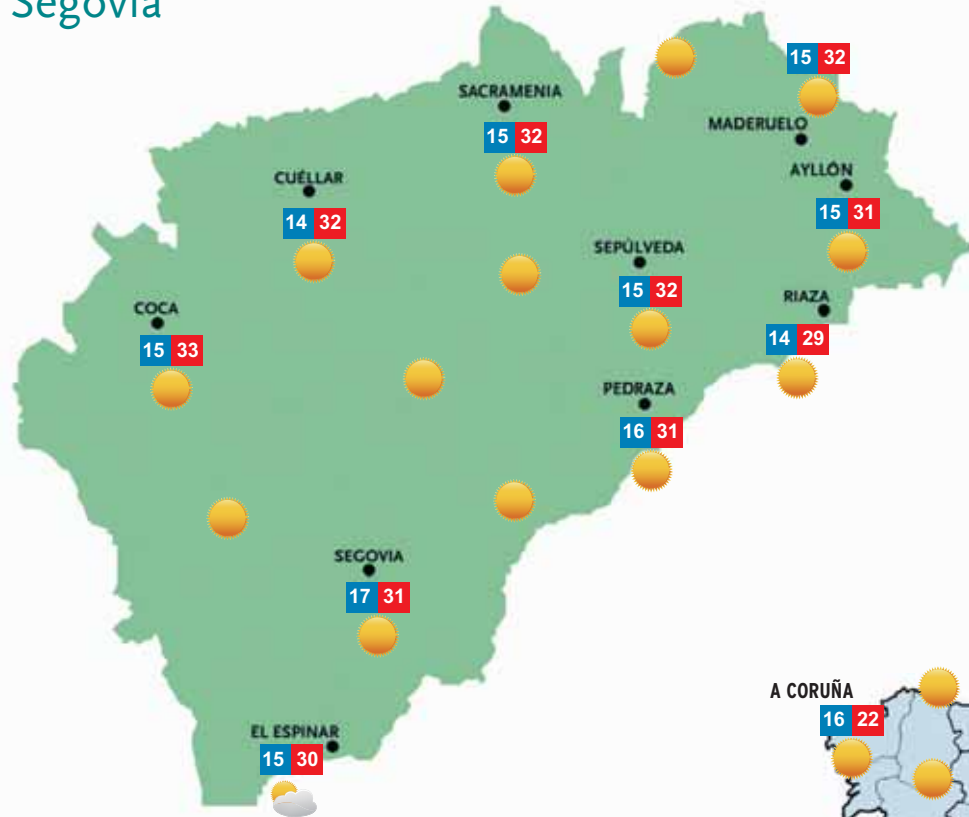 Segovia
15 32
SACRAMENIA
MADERUELO
15 32
AYLLÓN
CUÉLLAR
15 31
14 32
SEPÚLVEDA
15 32
RIAZA
COCA
14 29
15 33
PEDRAZA
16 31
SEGOVIA
17 31
A CORUÑA
16 22
EL ESPINAR
15 30